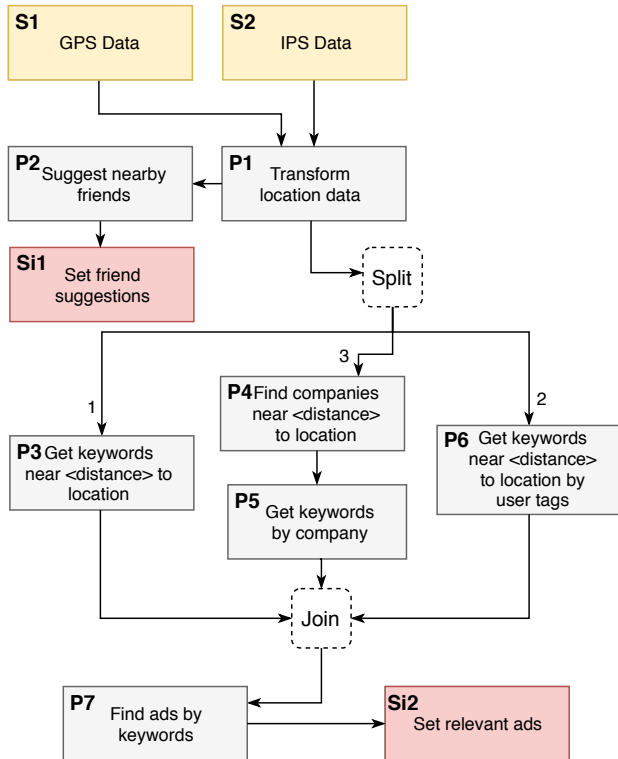 S1
GPS Data
S2
IPS Data
P2
Suggest nearby
friends
P1
Transform
location data
Si1
Set friend
suggestions
Split
1
3
2
P4 Find companies
near <distance>
to location
P3 Get keywords
near <distance> to
location
P6 Get keywords
near <distance>
to location by
user tags
P5
Get keywords
by company
Join
P7
Find ads by
keywords
Si2
Set relevant ads